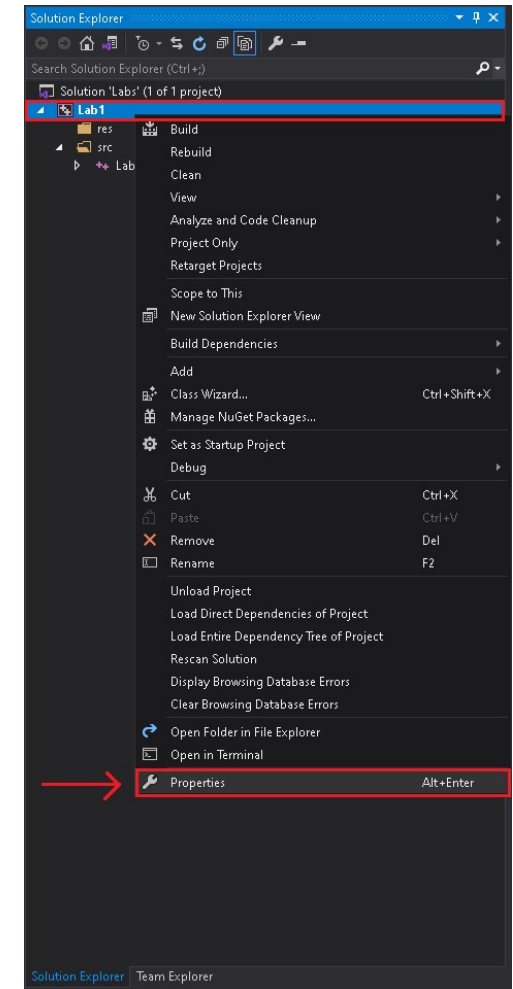 Solution Explorer
Search Solution Explorer (Ctrl+;)
Solution 'Labs' (1 of 1 project)
Lab1
res
src
Lab
Build
Rebuild
Clean
View
Analyze and Code Cleanup
Project Only
Retarget Projects
Scope to This
New Solution Explorer View
Build Dependencies
Add
Class Wizard... Ctrl+Shift+X
Manage NuGet Packages...
Set as Startup Project
Debug
Cut Ctrl+X
Paste Ctrl+V
Remove Del
Rename F2
Unload Project
Load Direct Dependencies of Project
Load Entire Dependency Tree of Project
Rescan Solution
Display Browsing Database Errors
Clear Browsing Database Errors
Open Folder in File Explorer
Open in Terminal
Properties Alt+Enter
Solution Explorer Team Explorer